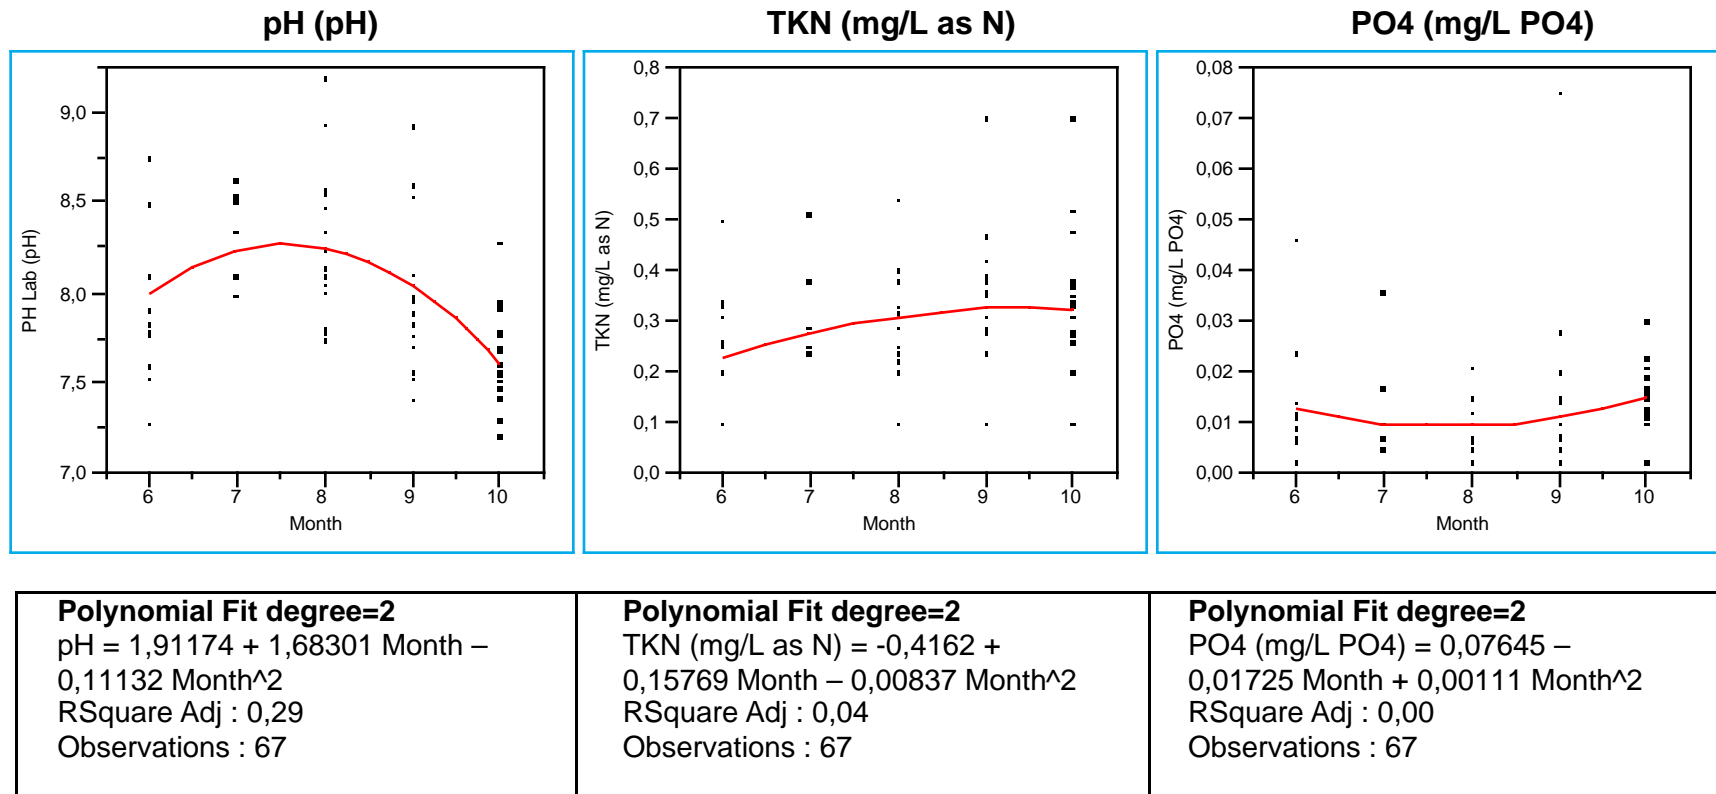 pH (pH)
9,0
8,5
8,0
7,5
7,0
PH Lab (pH)
6 7 8 9 10
Month
TKN (mg/L as N)
0,8
0,7
0,6
0,5
0,4
0,3
0,2
0,1
0,0
TKN (mg/L as N)
6 7 8 9 10
Month
PO4 (mg/L PO4)
0,08
0,07
0,06
0,05
0,04
0,03
0,02
0,01
0,00
PO4 (mg/L PO4)
6 7 8 9 10
Month
Polynomial Fit degree=2
pH = 1,91174 + 1,68301 Month –
0,11132 Month^2
RSquare Adj : 0,29
Observations : 67
Polynomial Fit degree=2
TKN (mg/L as N) = -0,4162 +
0,15769 Month – 0,00837 Month^2
RSquare Adj : 0,04
Observations : 67
Polynomial Fit degree=2
PO4 (mg/L PO4) = 0,07645 –
0,01725 Month + 0,00111 Month^2
RSquare Adj : 0,00
Observations : 67